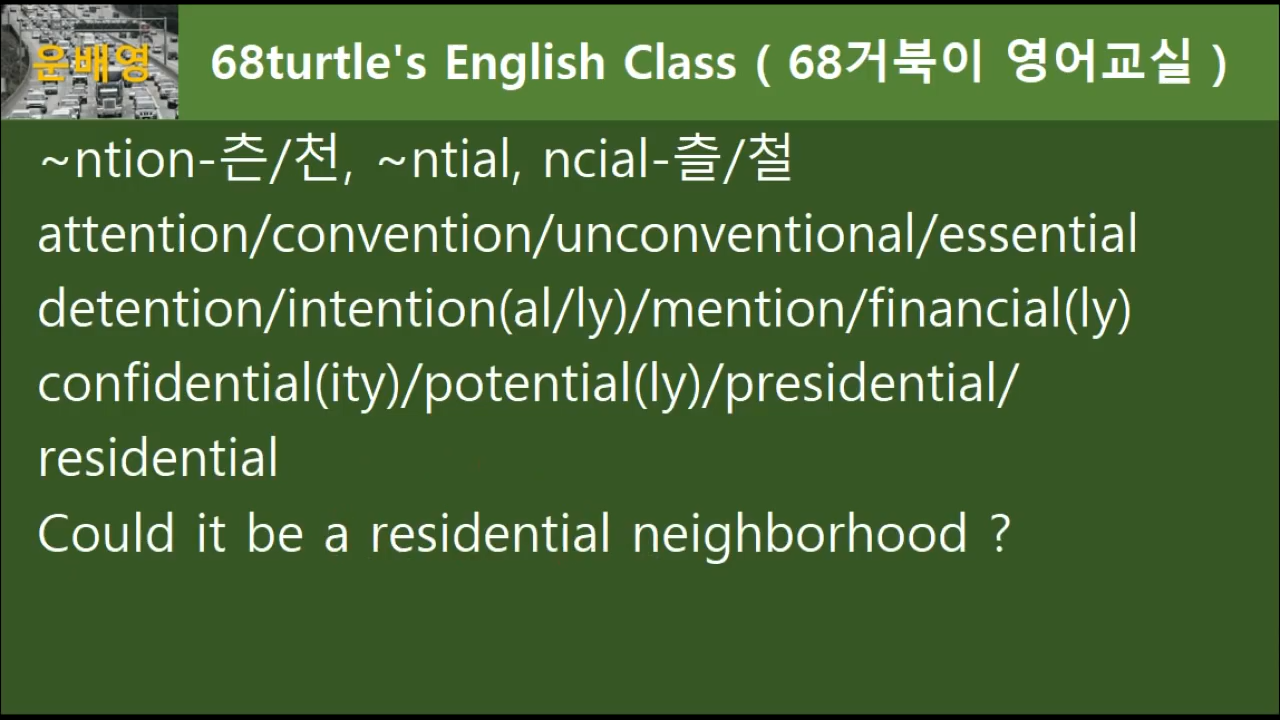 운배영
68turtle's English Class ( 68거북이 영어교실 )
~ntion-츤/천, ~ntial, ncial-츨/철
attention/convention/unconventional/essential
detention/intention(al/ly)/mention/financial(ly)
confidential(ity)/potential(ly)/presidential/
residential
Could it be a residential neighborhood ?